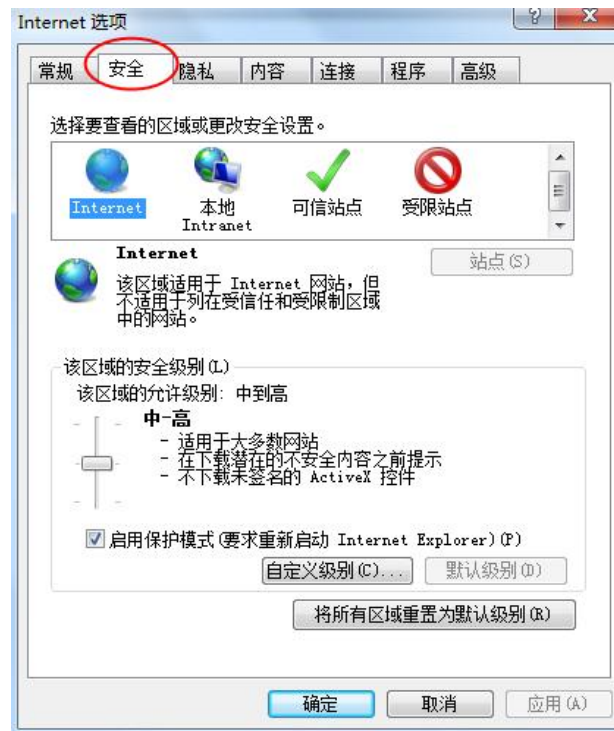 Internet 选项
常规 安全 隐私 内容 连接 程序 高级
选择要查看的区域或更改安全设置。
Internet 本地 可信站点 受限站点
Intranet
Internet
站点(S)
该区域适用于 Internet 网站，但
不适用于列在受信任和受限制区域
中的网站。
该区域的安全级别(L)
该区域的允许级别: 中到高
中-高
- 适用于大多数网站
- 在下载潜在的不安全内容之前提示
- 不下载未签名的 ActiveX 控件
启用保护模式(要求重新启动 Internet Explorer)(P)
自定义级别(C)... 默认级别(D)
将所有区域重置为默认级别(R)
确定 取消 应用(A)